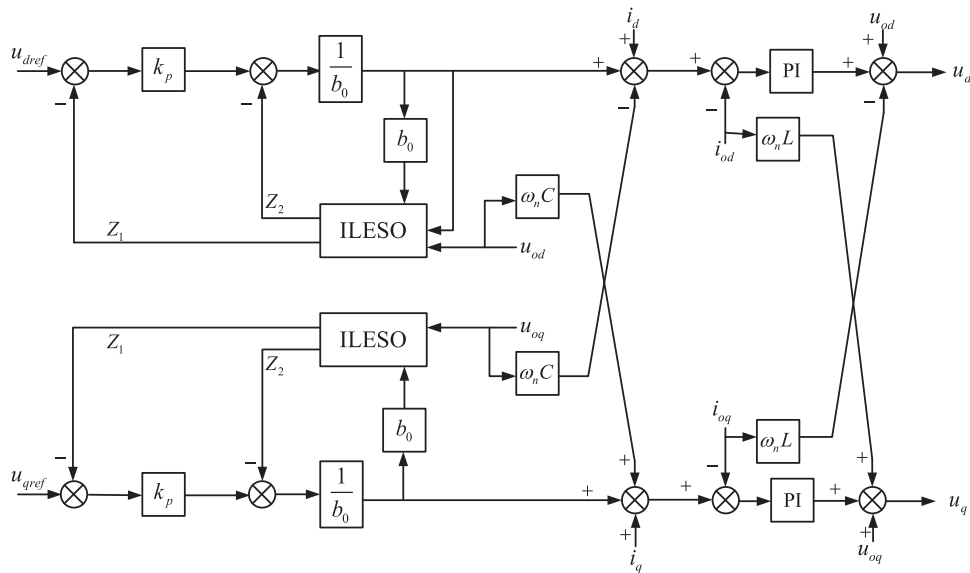 u_dref
−
k_p
−
1/b_0
b_0
Z_2
Z_1
ILESO
ω_nC
u_od
+
i_d
+
−
+
−
i_od
PI
ω_nL
+
u_od
+
−
u_d
ILESO
Z_1
Z_2
u_oq
ω_nC
b_0
i_oq
ω_nL
u_qref
−
k_p
−
1/b_0
+
+
+
i_q
+
−
PI
+
+
+
u_oq
u_q